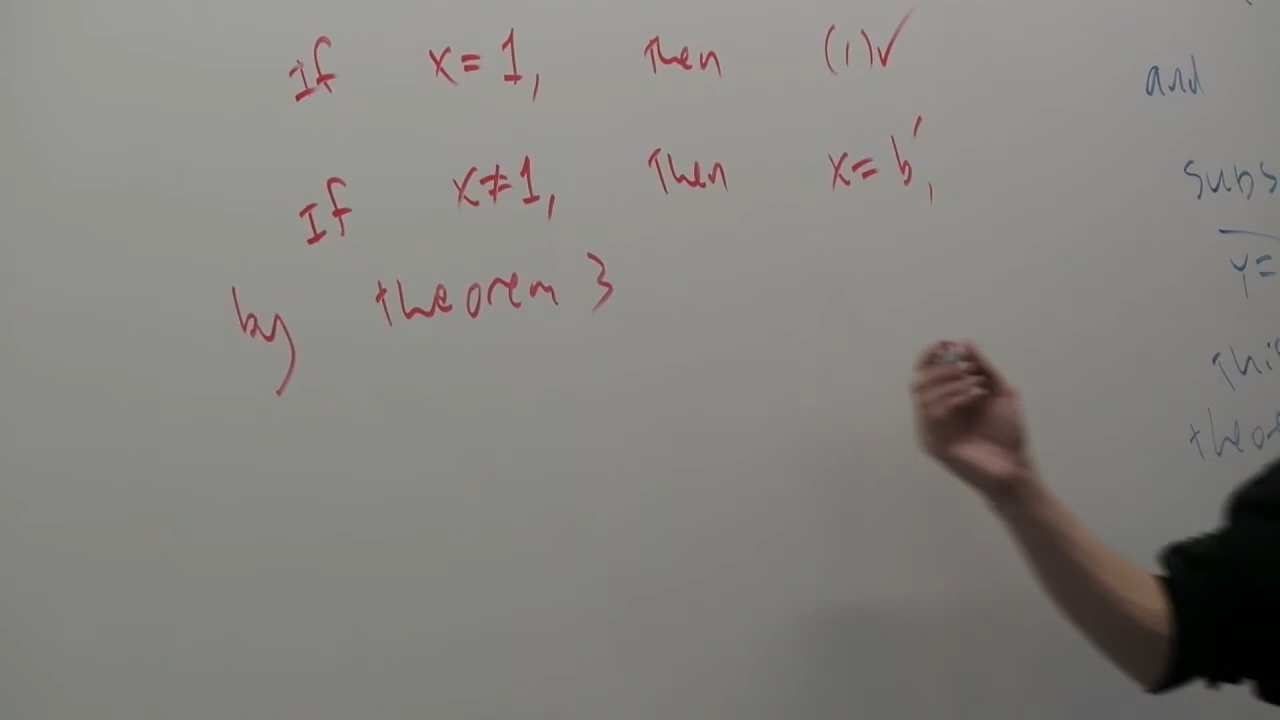 If x=1, then (1)✓
If x≠1, then x=b',
by theorem 3
and
Y=